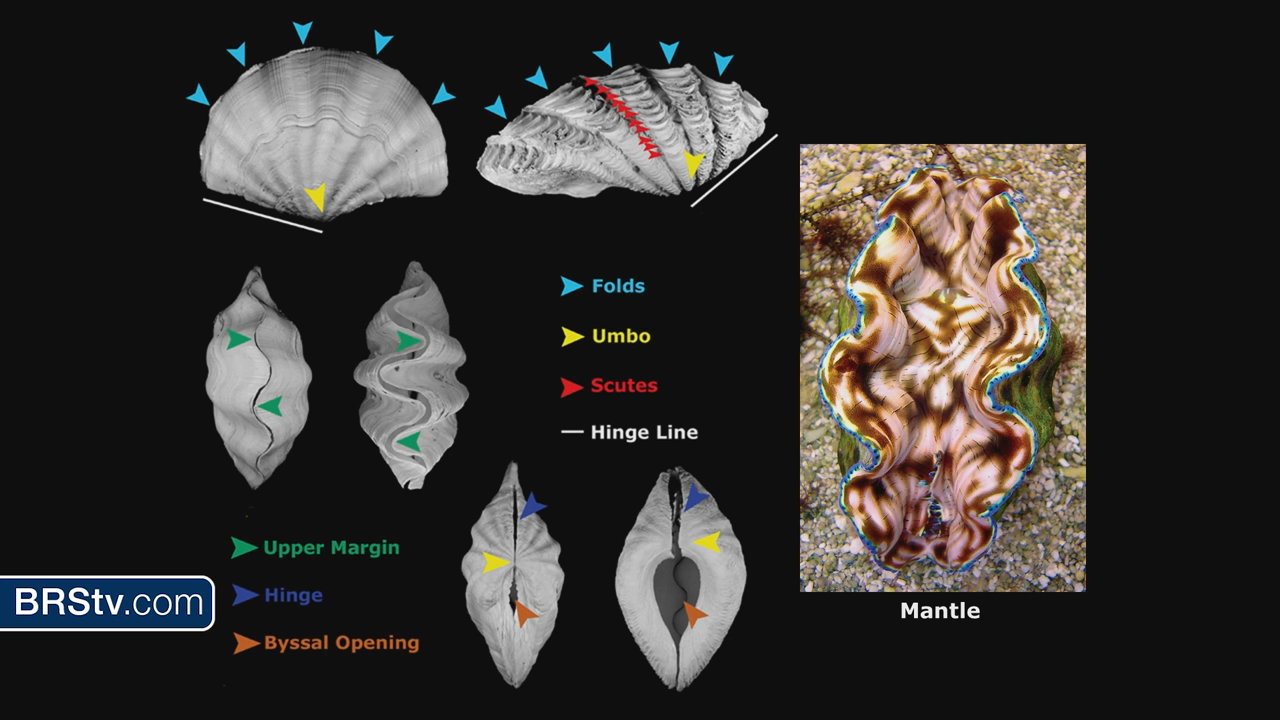 Folds
Umbo
Scutes
Hinge Line
Upper Margin
Hinge
Byssal Opening
BRStv.com
Mantle